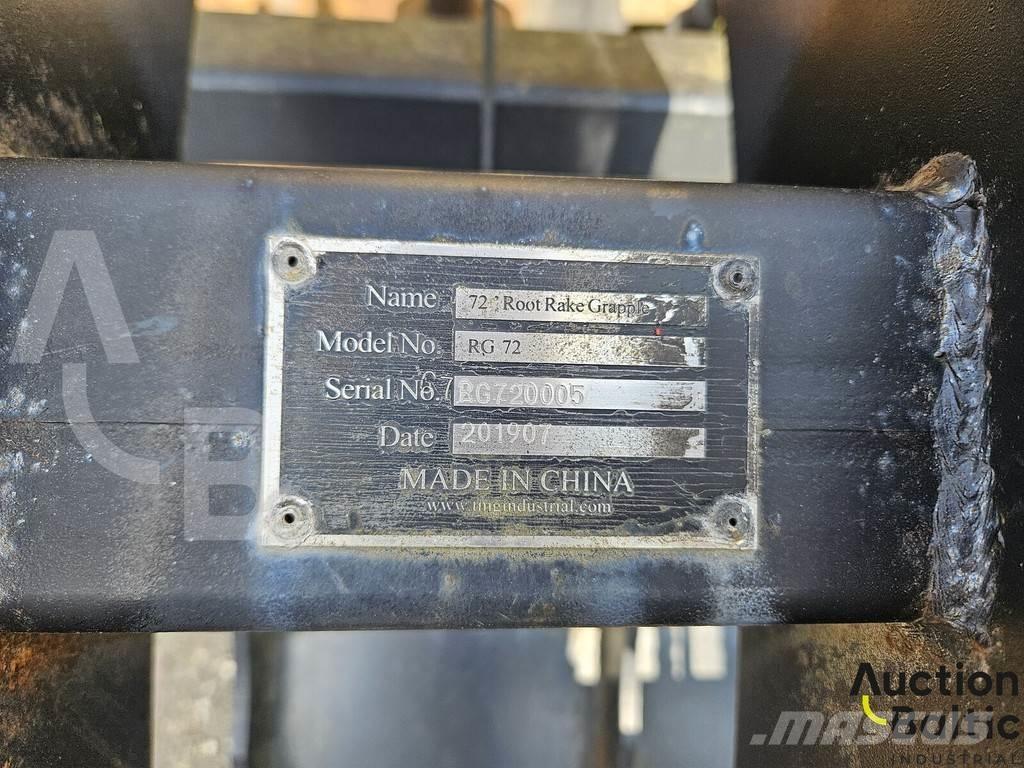 Name 72" Root Rake Grapple
Model No. RG 72
Serial No. RG720005
Date 201907
MADE IN CHINA
www.tmgindustrial.com
AB
Auction
Baltic
INDUSTRIAL
MASCUS